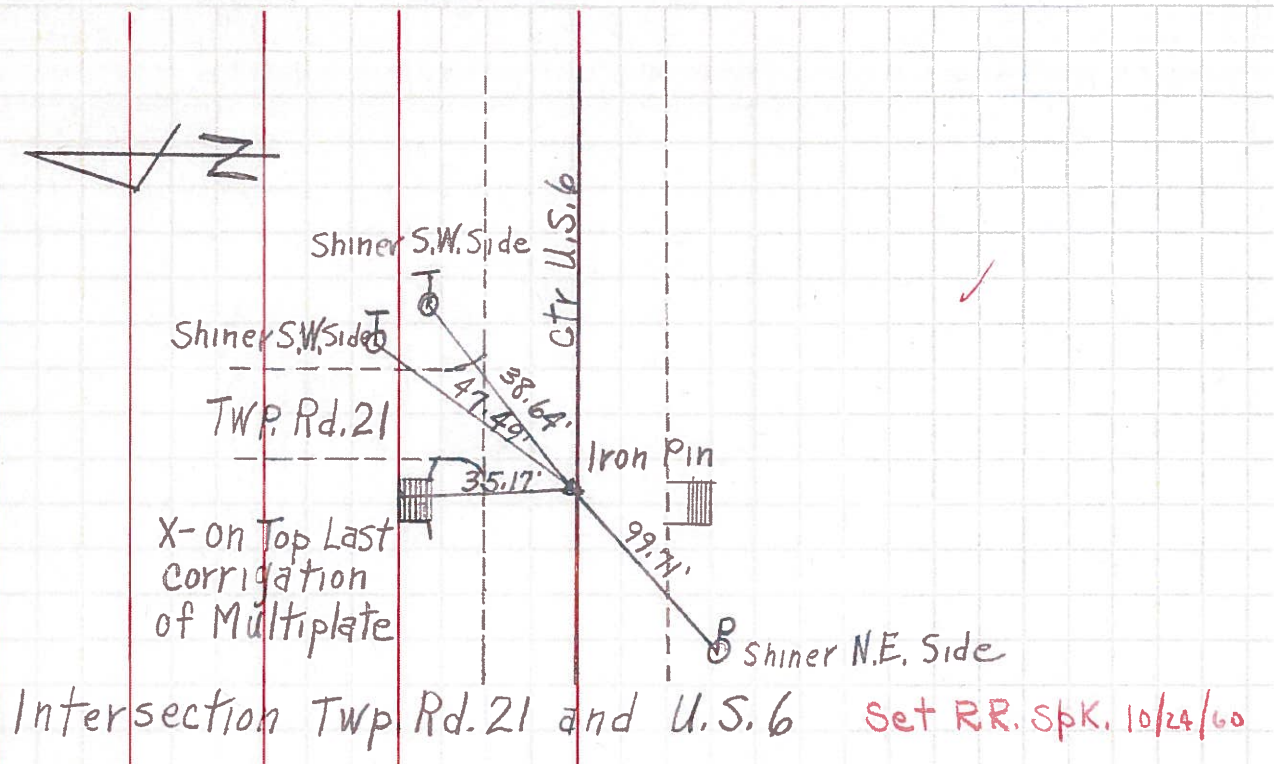 N
ctr U.S.6
Shiner S.W. Side
T
T
Shiner S.W. Side
38.64'
47.49'
TWP. Rd. 21
Iron Pin
35.17'
X-on Top Last
corrigation
of Multiplate
99.71'
P
Shiner N.E. Side
Intersection Twp. Rd. 21 and U.S. 6
Set R.R. Spk. 10/24/60